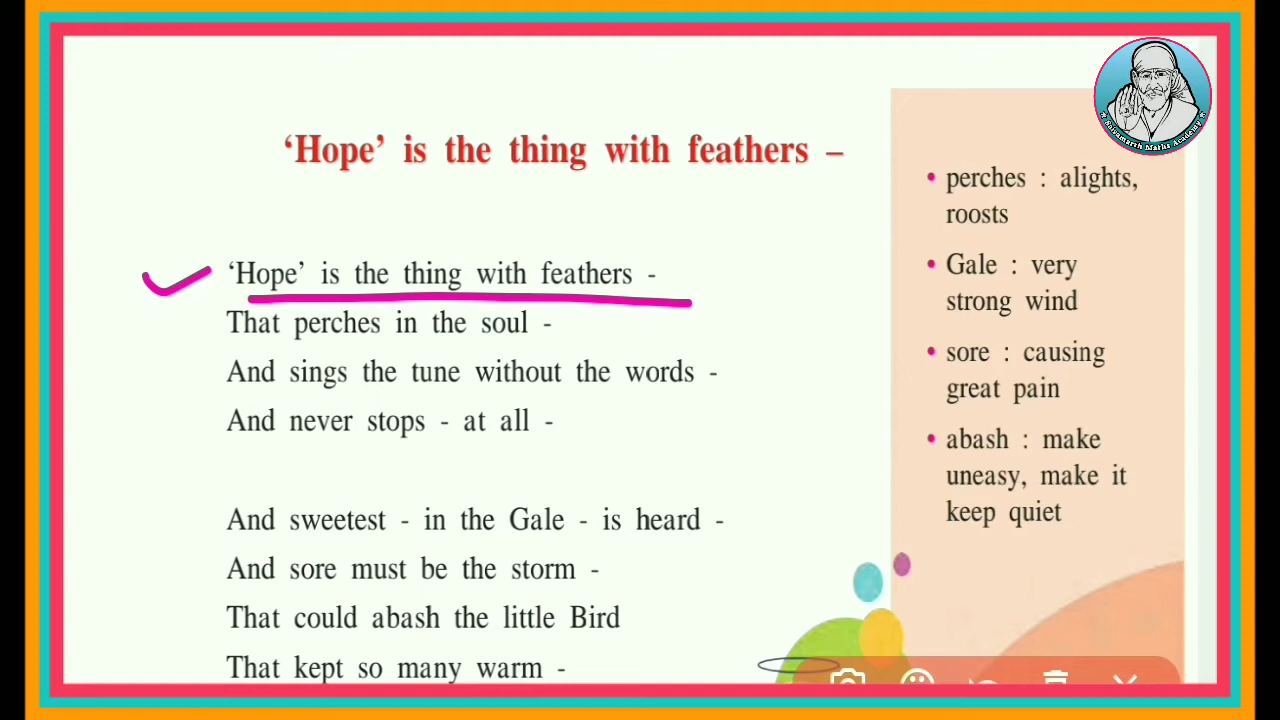 ‘Hope’ is the thing with feathers –
‘Hope’ is the thing with feathers -
That perches in the soul -
And sings the tune without the words -
And never stops - at all -
And sweetest - in the Gale - is heard -
And sore must be the storm -
That could abash the little Bird
That kept so many warm -
• perches : alights,
roosts
• Gale : very
strong wind
• sore : causing
great pain
• abash : make
uneasy, make it
keep quiet